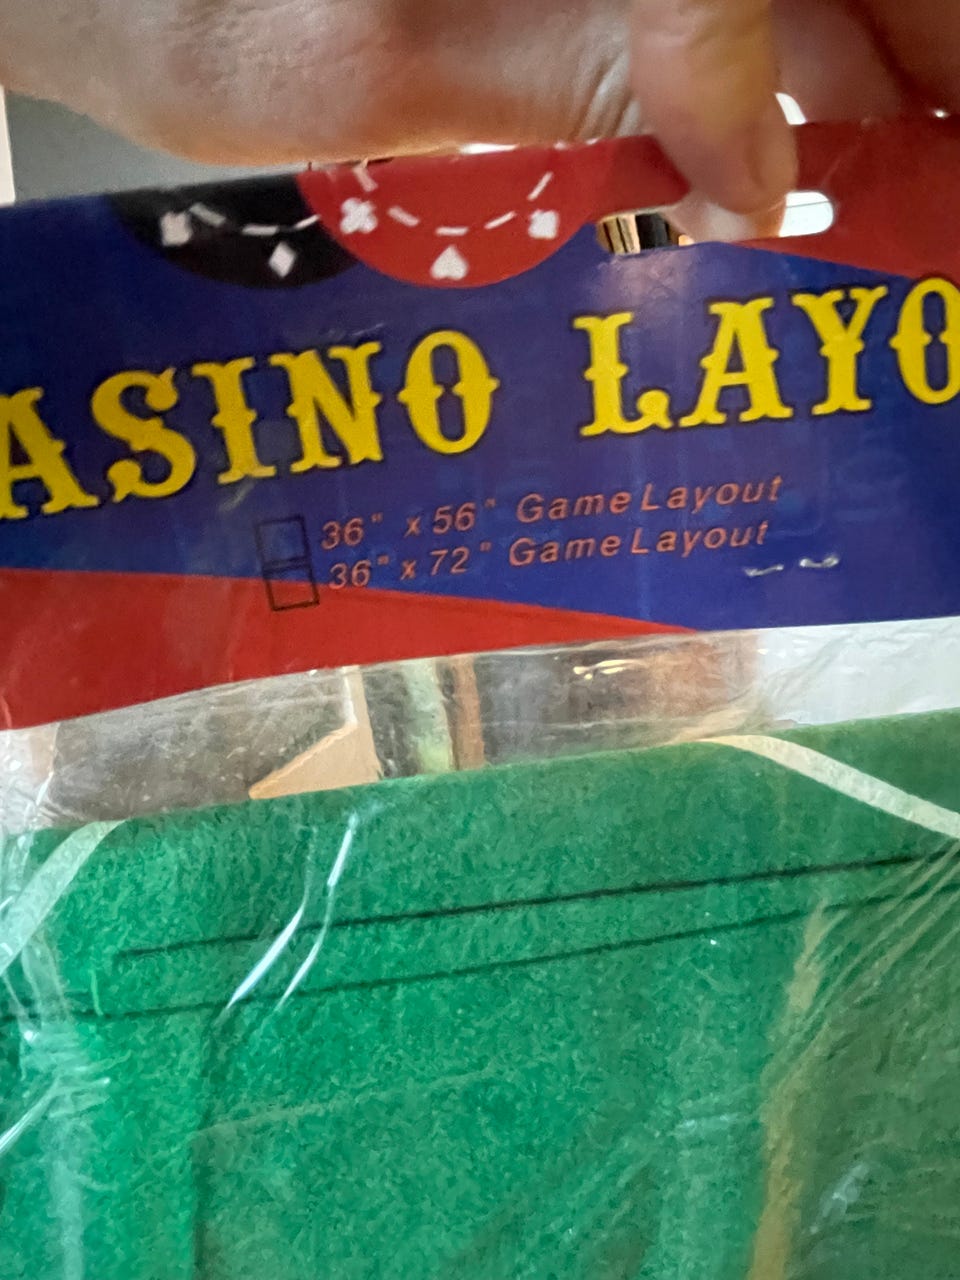 ASINO LAYO
36" x 56" Game Layout
36" x 72" Game Layout